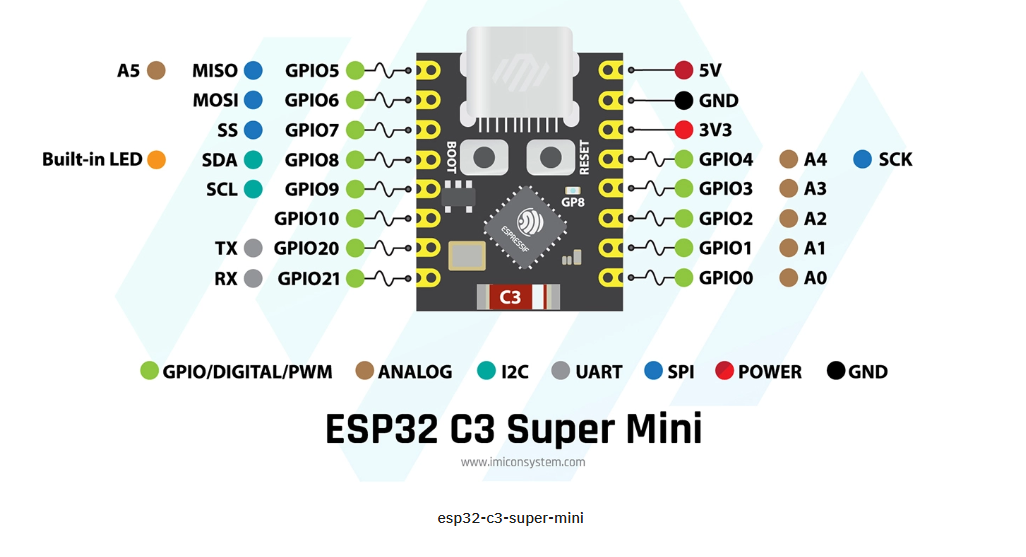 A5 MISO GPIO5 5V
MOSI GPIO6 GND
SS GPIO7 3V3
Built-in LED SDA GPIO8 BOOT RESET GPIO4 A4 SCK
SCL GPIO9 GP8 GPIO3 A3
GPIO10 ESPRESSIF GPIO2 A2
TX GPIO20 GPIO1 A1
RX GPIO21 C3 GPIO0 A0
GPIO/DIGITAL/PWM ANALOG I2C UART SPI POWER GND
ESP32 C3 Super Mini
www.imiconsystem.com
esp32-c3-super-mini